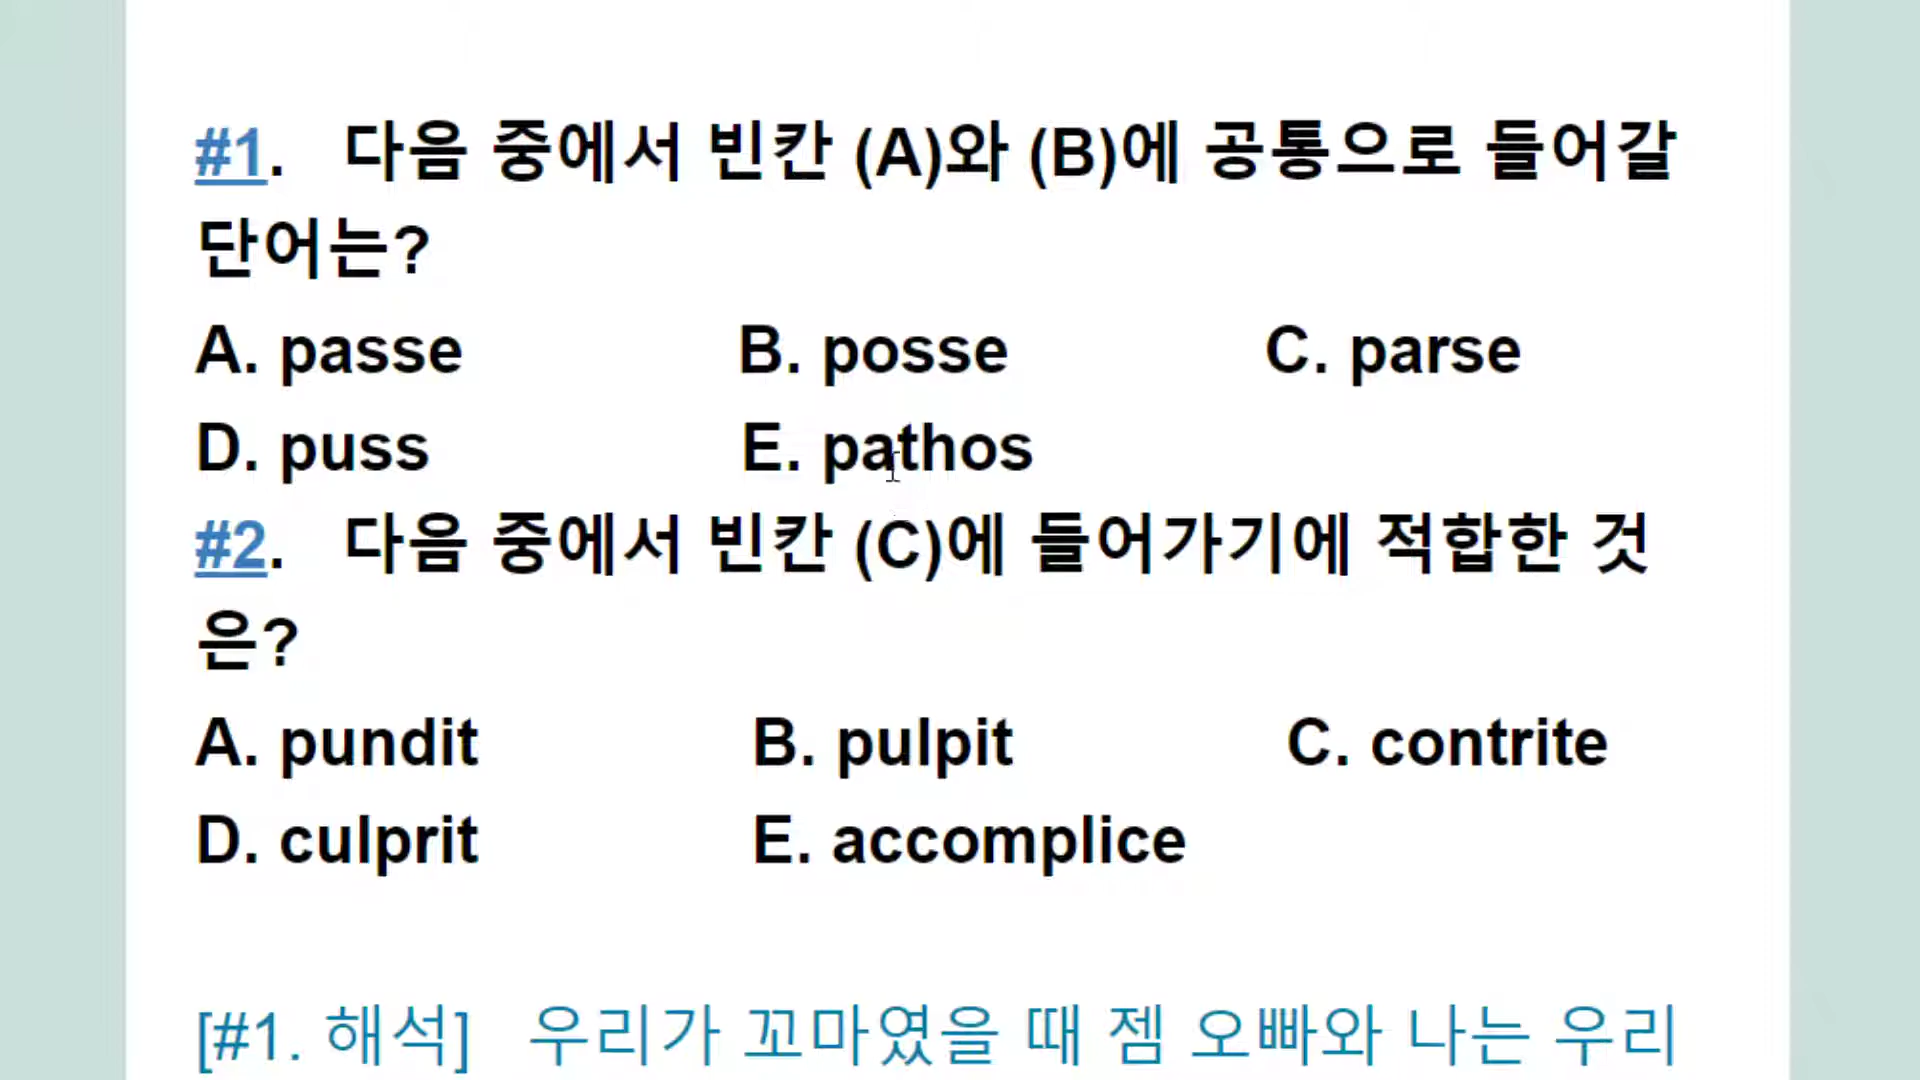 #1. 다음 중에서 빈칸 (A)와 (B)에 공통으로 들어갈
단어는?
A. passe B. posse C. parse
D. puss E. pathos
#2. 다음 중에서 빈칸 (C)에 들어가기에 적합한 것
은?
A. pundit B. pulpit C. contrite
D. culprit E. accomplice
[#1. 해석] 우리가 꼬마였을 때 젬 오빠와 나는 우리